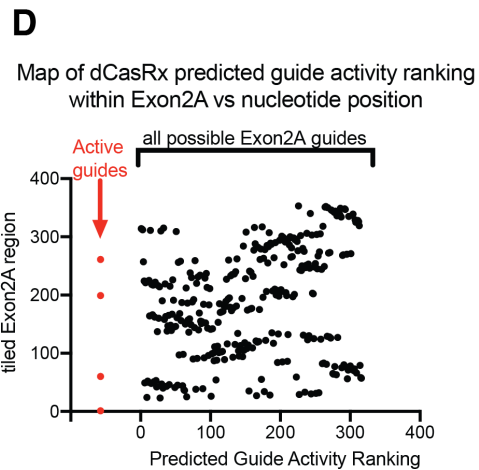 D
Map of dCasRx predicted guide activity ranking
within Exon2A vs nucleotide position
all possible Exon2A guides
Active
guides
tiled Exon2A region
400
300
200
100
0
0 100 200 300 400
Predicted Guide Activity Ranking